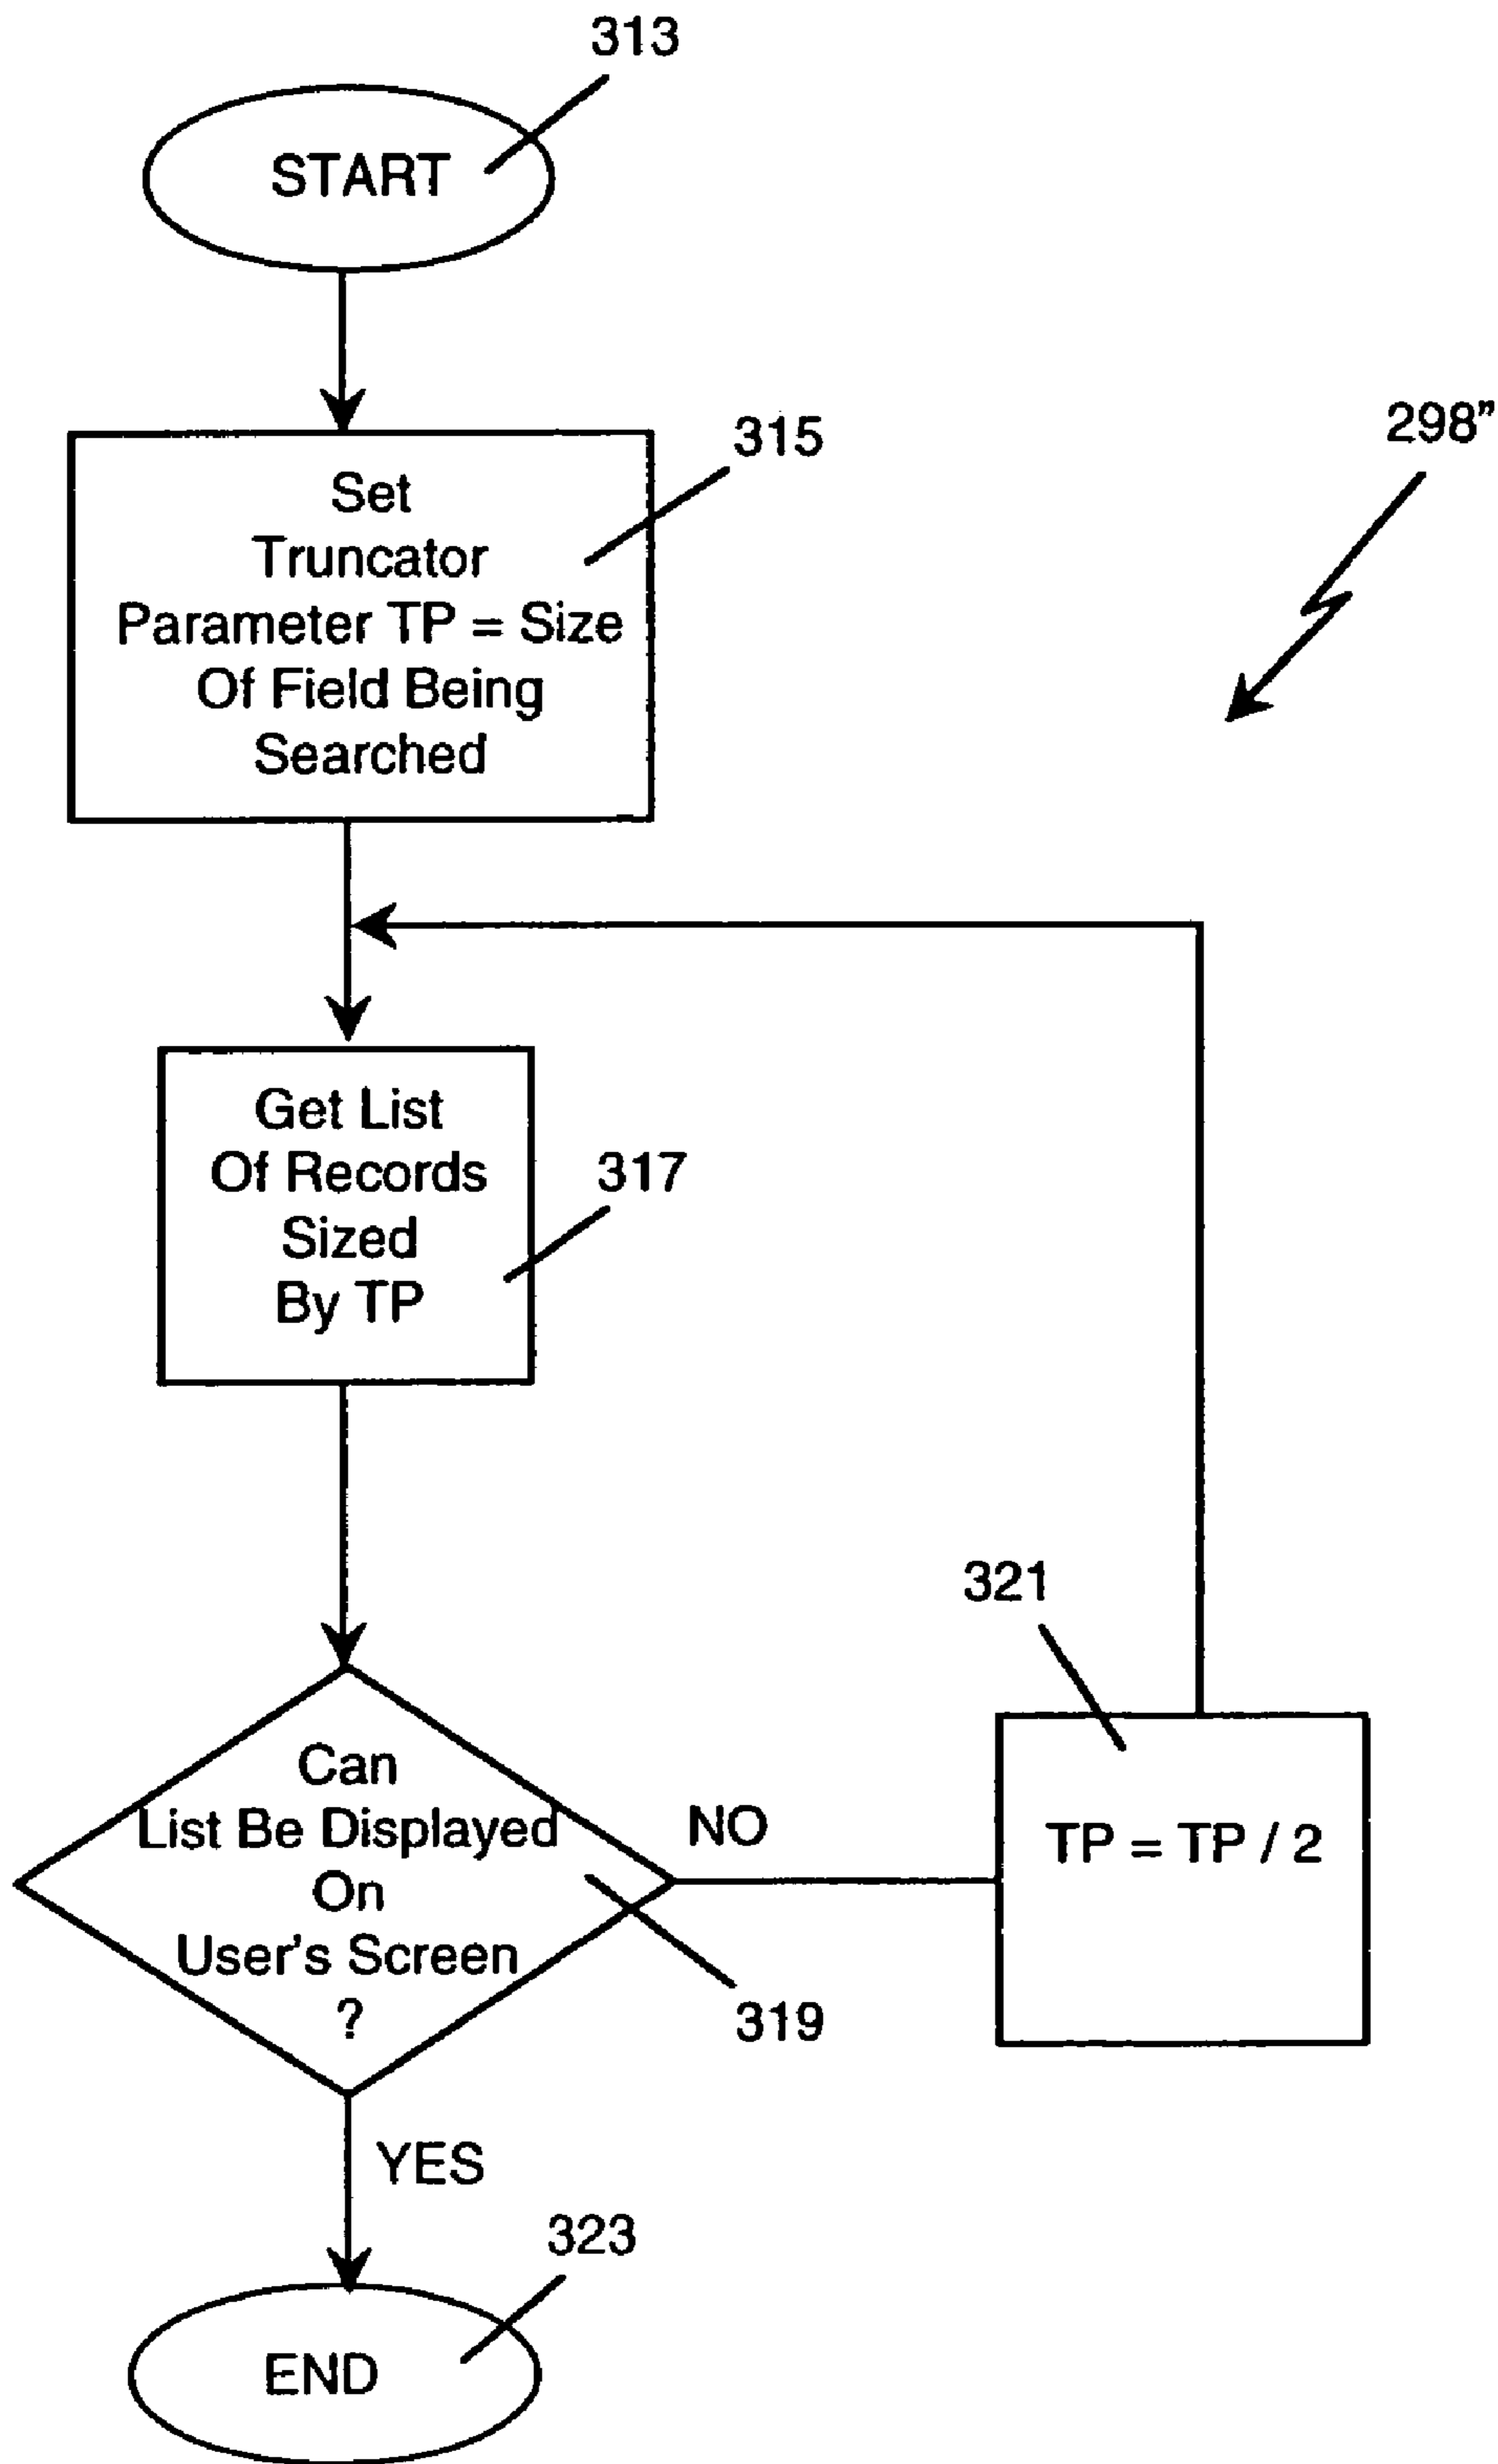 313
START
298”
315
Set
Truncator
Parameter TP = Size
Of Field Being
Searched
Get List
Of Records
Sized
By TP
317
321
Can
List Be Displayed
On
User's Screen
?
NO
TP = TP / 2
319
YES
323
END